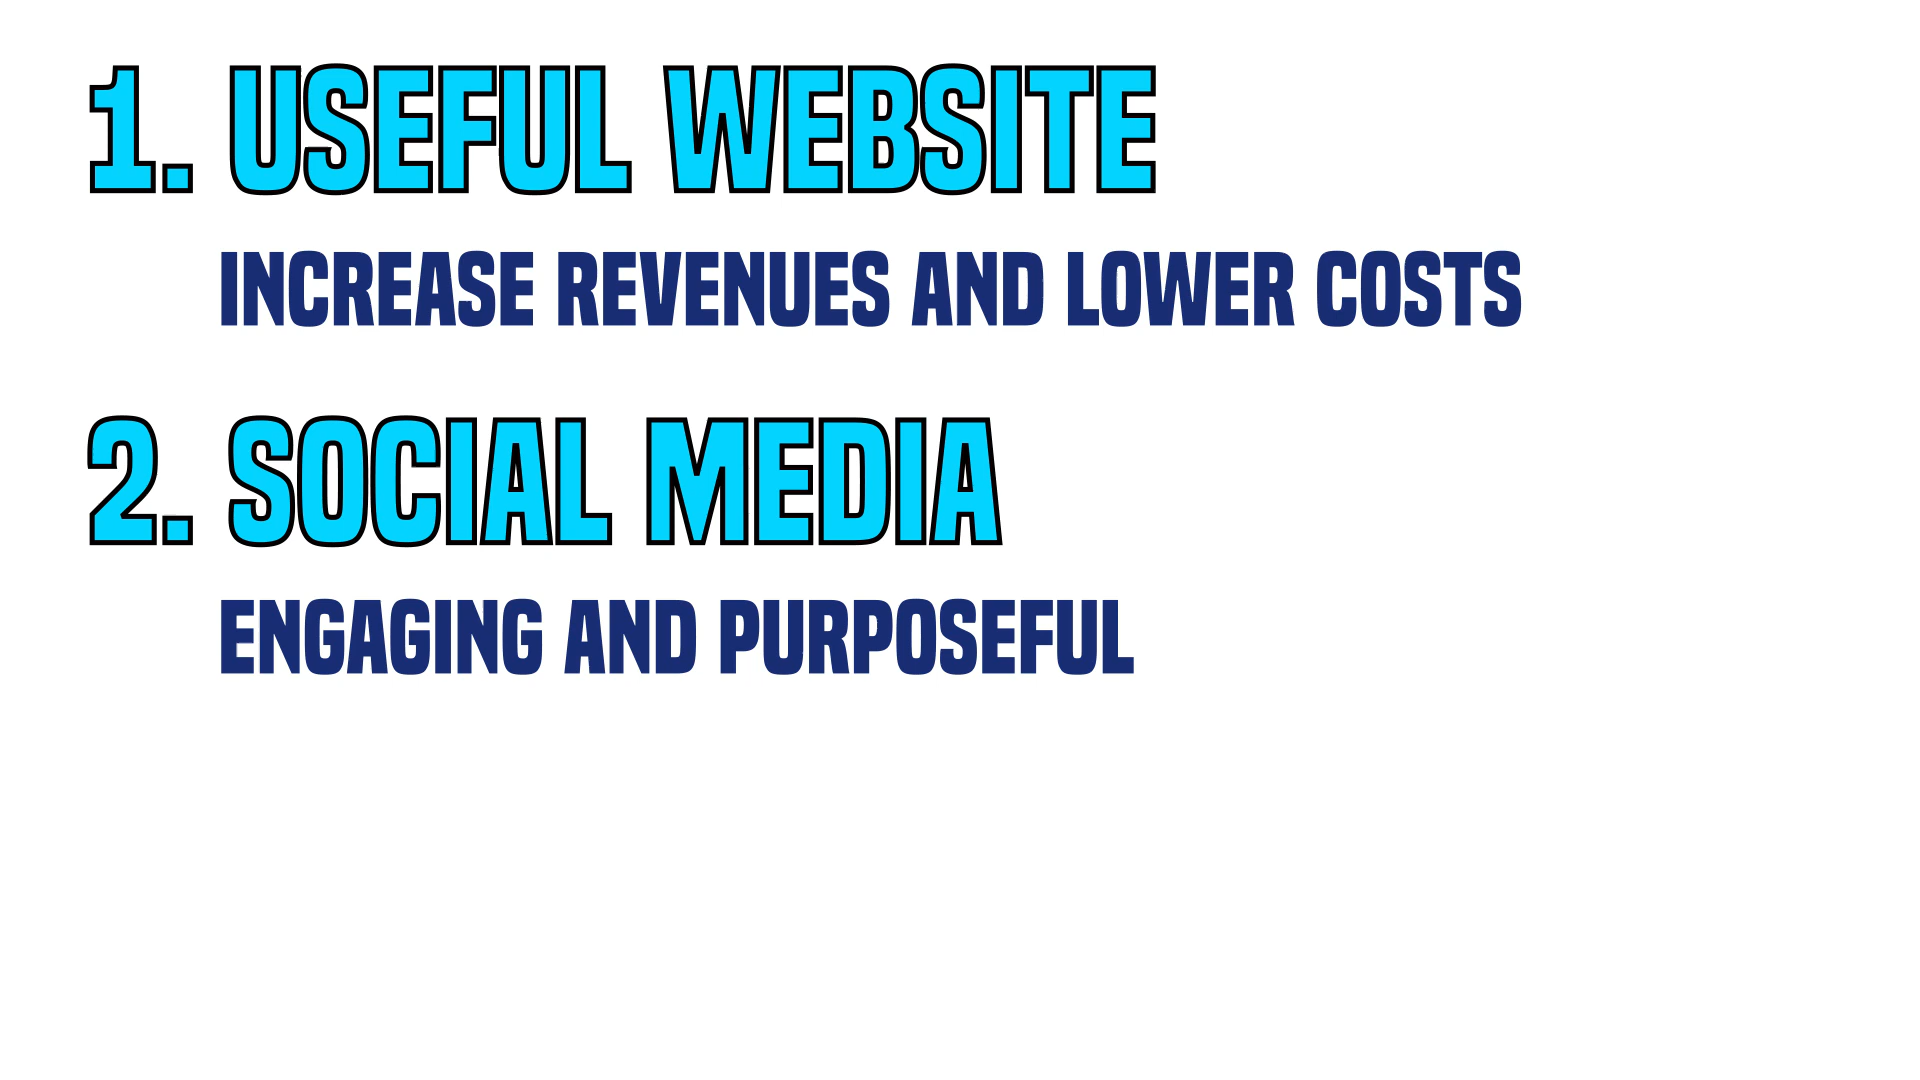 1. USEFUL WEBSITE
INCREASE REVENUES AND LOWER COSTS
2. SOCIAL MEDIA
ENGAGING AND PURPOSEFUL